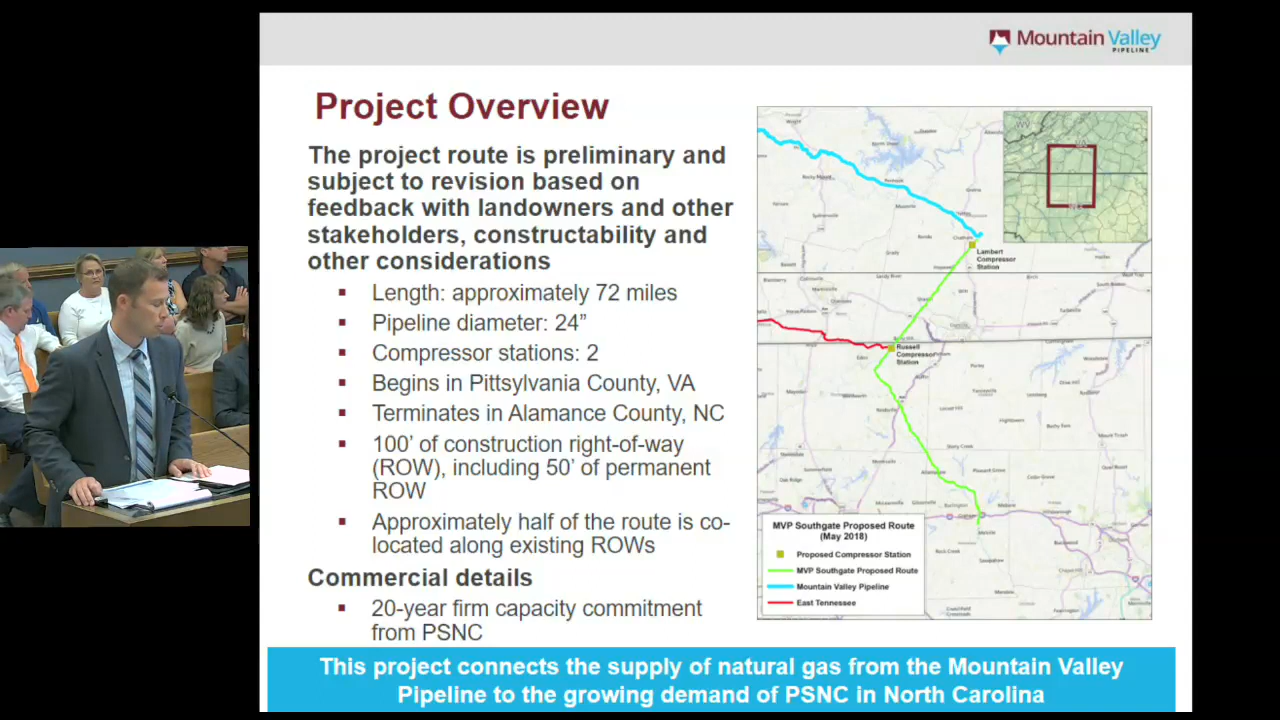 Mountain Valley
PIPELINE
Project Overview
The project route is preliminary and
subject to revision based on
feedback with landowners and other
stakeholders, constructability and
other considerations
▪ Length: approximately 72 miles
▪ Pipeline diameter: 24”
▪ Compressor stations: 2
▪ Begins in Pittsylvania County, VA
▪ Terminates in Alamance County, NC
▪ 100’ of construction right-of-way
(ROW), including 50’ of permanent
ROW
▪ Approximately half of the route is co-
located along existing ROWs
Commercial details
▪ 20-year firm capacity commitment
from PSNC
Lambert
Compressor
Station
Russell
Compressor
Station
MVP Southgate Proposed Route
(May 2018)
Proposed Compressor Station
MVP Southgate Proposed Route
Mountain Valley Pipeline
East Tennessee
This project connects the supply of natural gas from the Mountain Valley
Pipeline to the growing demand of PSNC in North Carolina